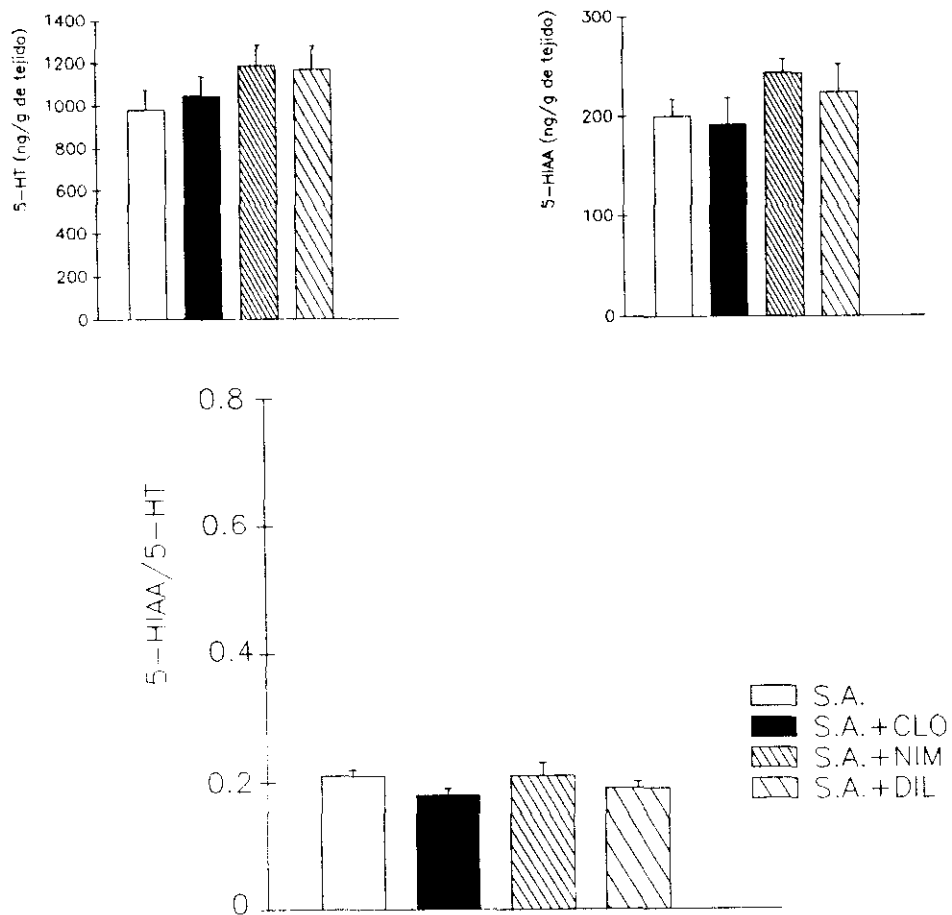 5-HT (ng/g de tejido)
1400
1200
1000
800
600
400
200
0
5-HIAA (ng/g de tejido)
300
200
100
0
5-HIAA/5-HT
0.8
0.6
0.4
0.2
0
S.A.
S.A.+CLO
S.A.+NIM
S.A.+DIL